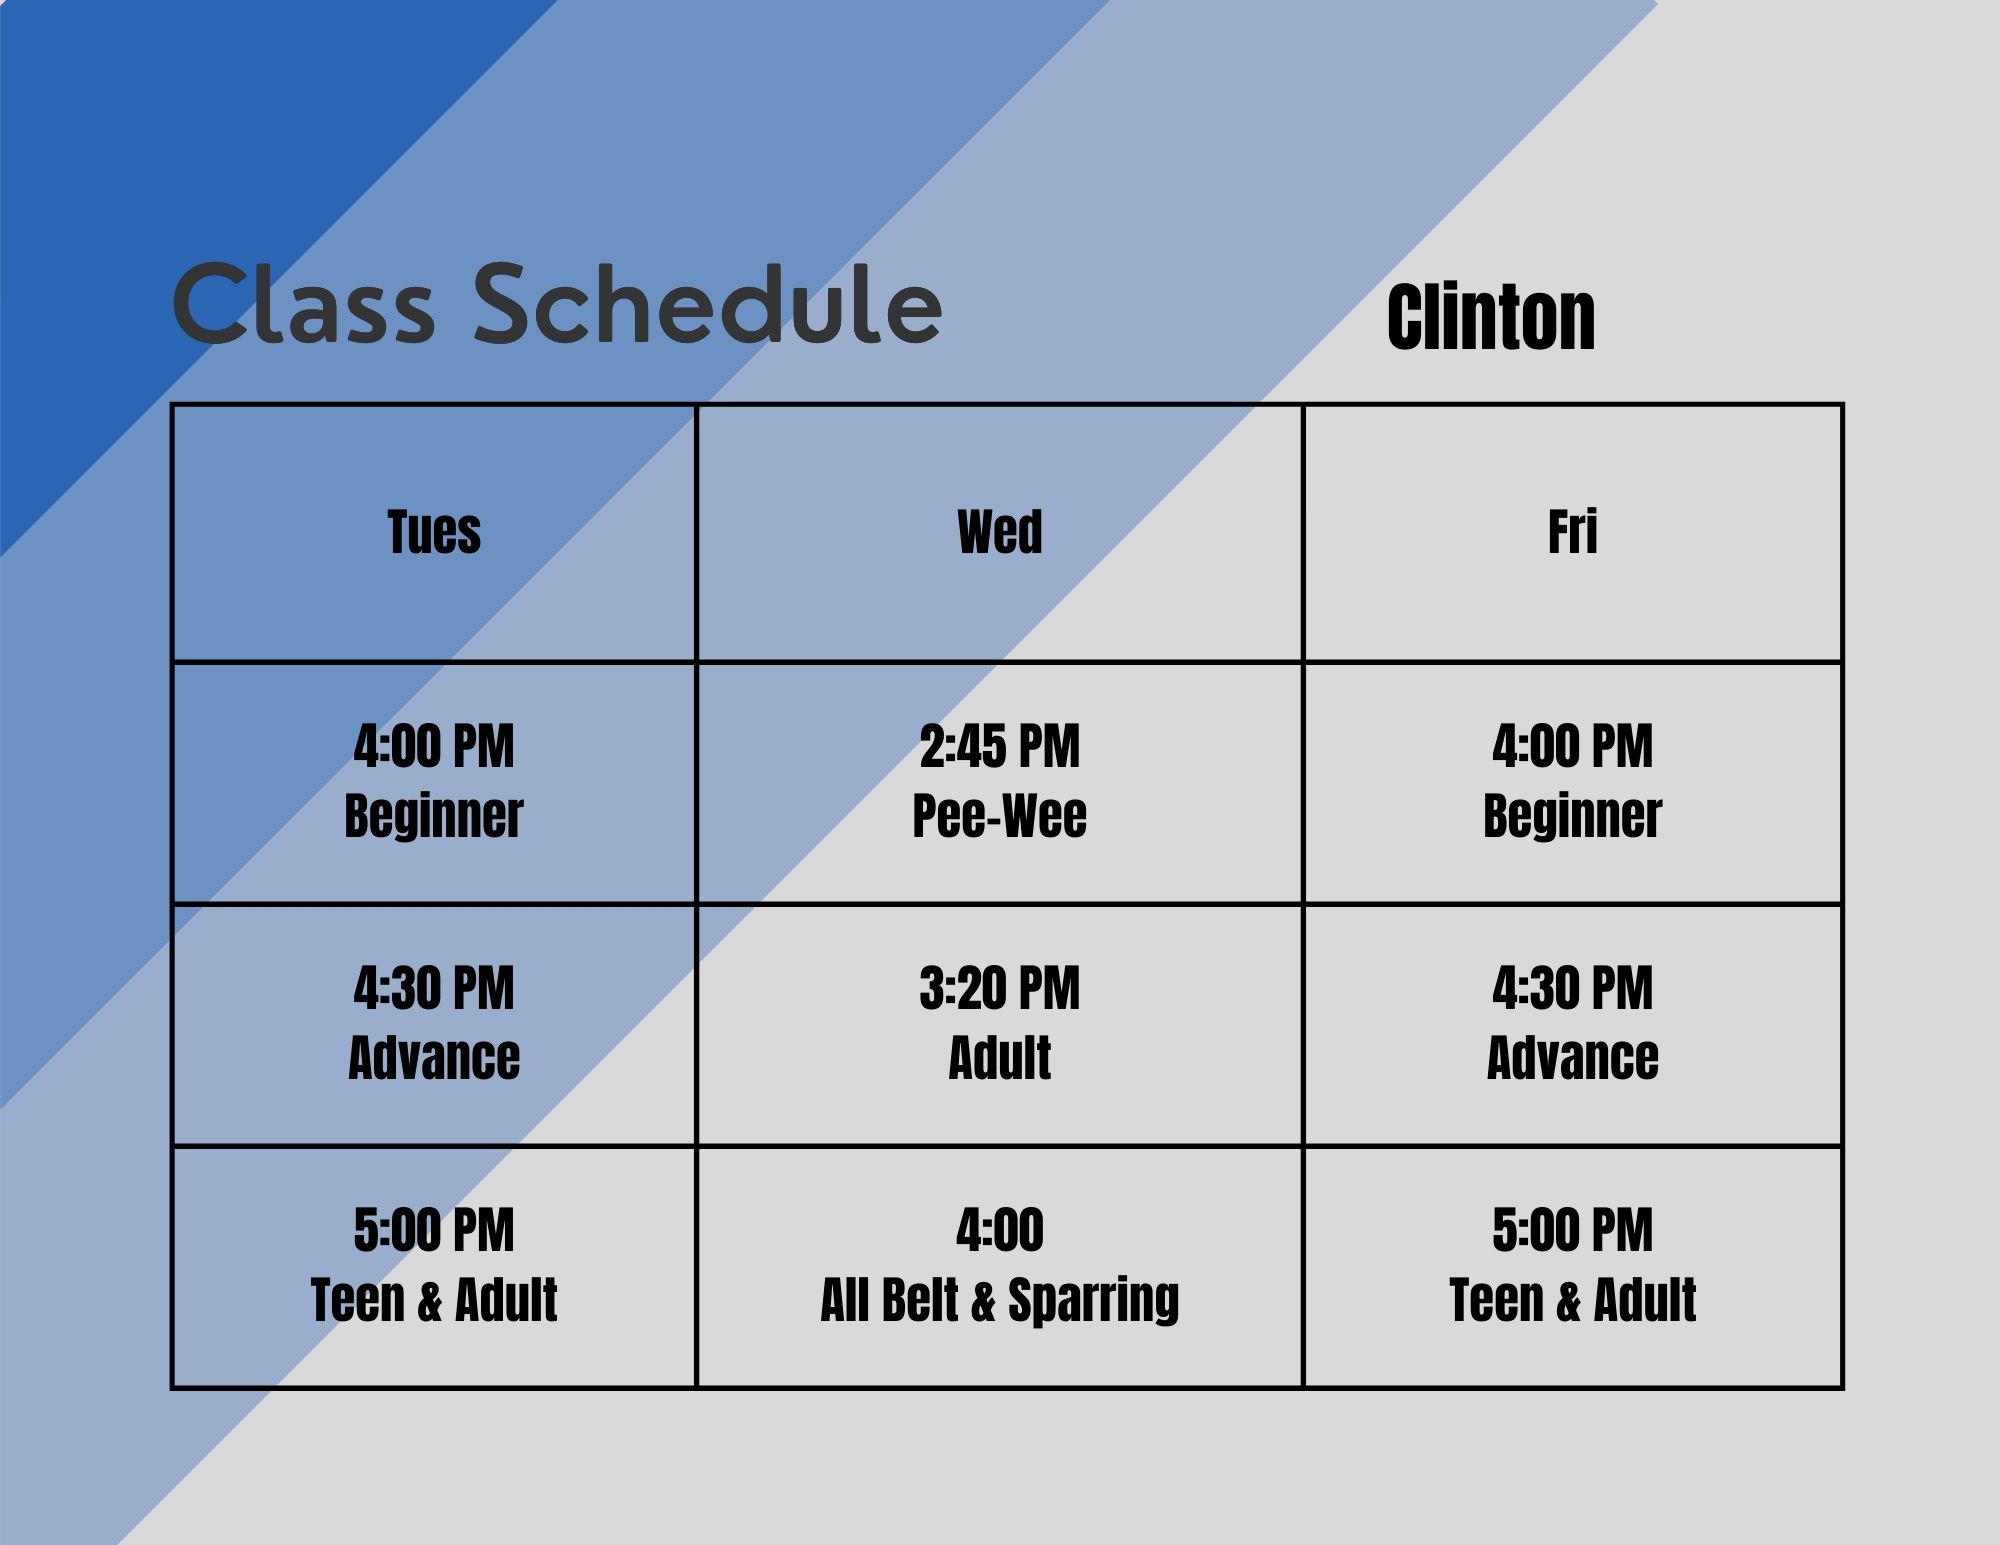 Class Schedule
Clinton
Tues
Wed
Fri
4:00 PM
Beginner
2:45 PM
Pee-Wee
4:00 PM
Beginner
4:30 PM
Advance
3:20 PM
Adult
4:30 PM
Advance
5:00 PM
Teen & Adult
4:00
All Belt & Sparring
5:00 PM
Teen & Adult